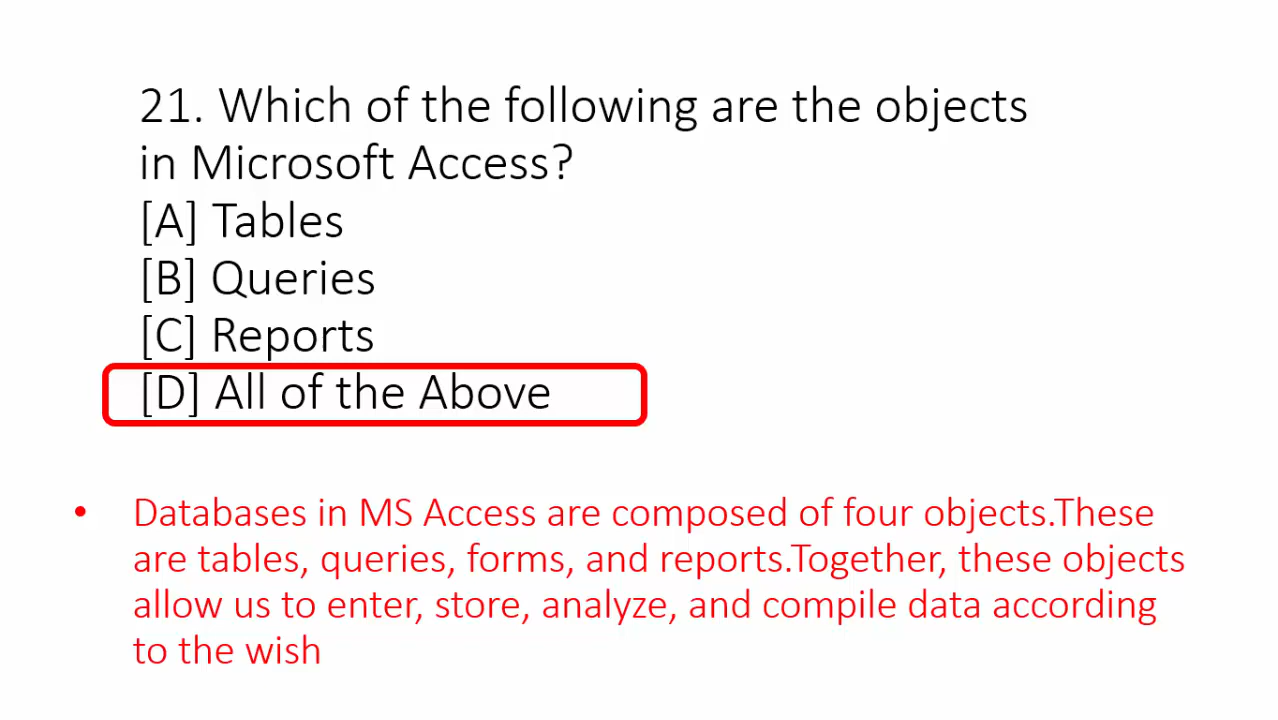 21. Which of the following are the objects
in Microsoft Access?
[A] Tables
[B] Queries
[C] Reports
[D] All of the Above
• Databases in MS Access are composed of four objects.These
are tables, queries, forms, and reports.Together, these objects
allow us to enter, store, analyze, and compile data according
to the wish